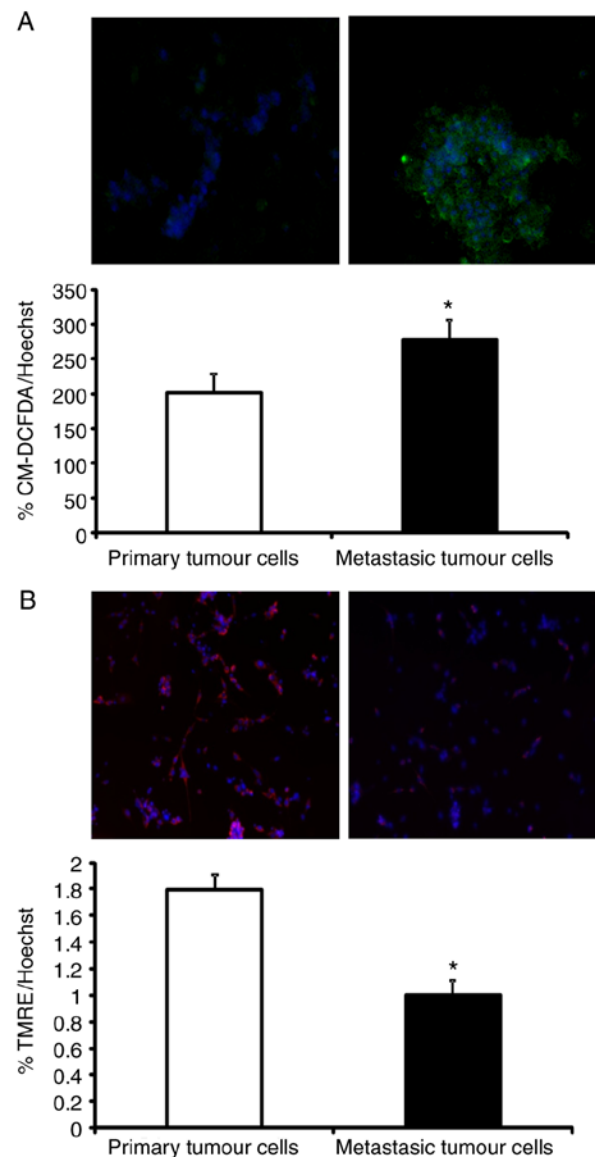 A
% CM-DCFDA/Hoechst
350
300
250
200
150
100
50
0
*
Primary tumour cells
Metastasic tumour cells
B
% TMRE/Hoechst
2
1.8
1.6
1.4
1.2
1
0.8
0.6
0.4
0.2
0
*
Primary tumour cells
Metastasic tumour cells